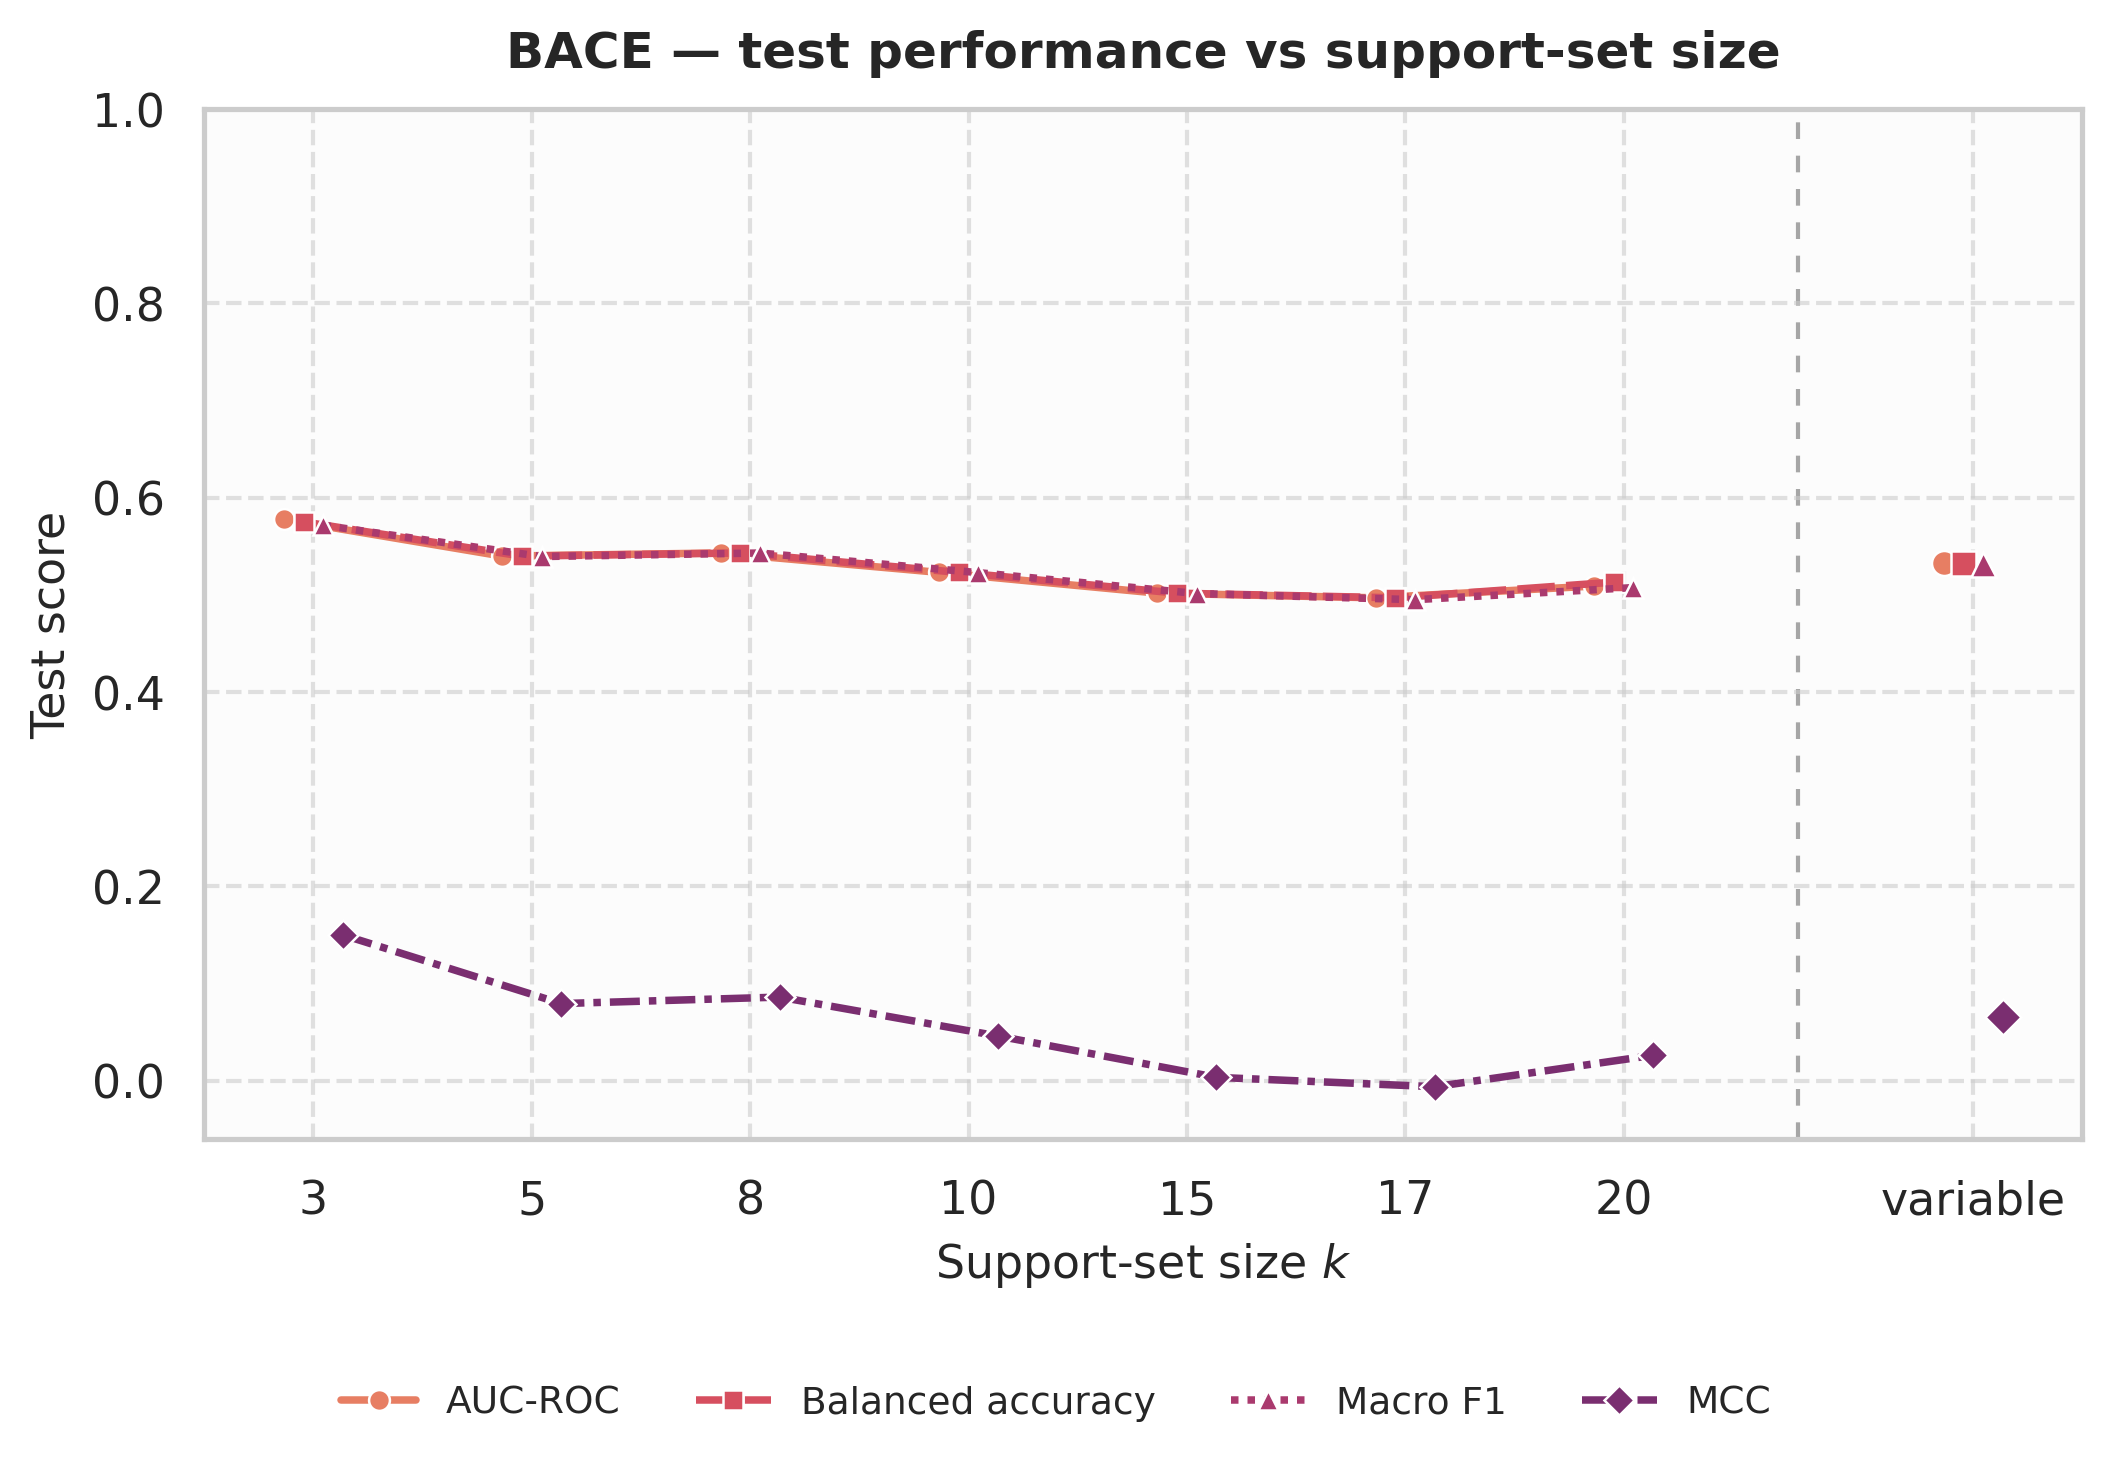 BACE — test performance vs support-set size
1.0
0.8
0.6
0.4
0.2
0.0
Test score
3 5 8 10 15 17 20 variable
Support-set size k
AUC-ROC Balanced accuracy Macro F1 MCC